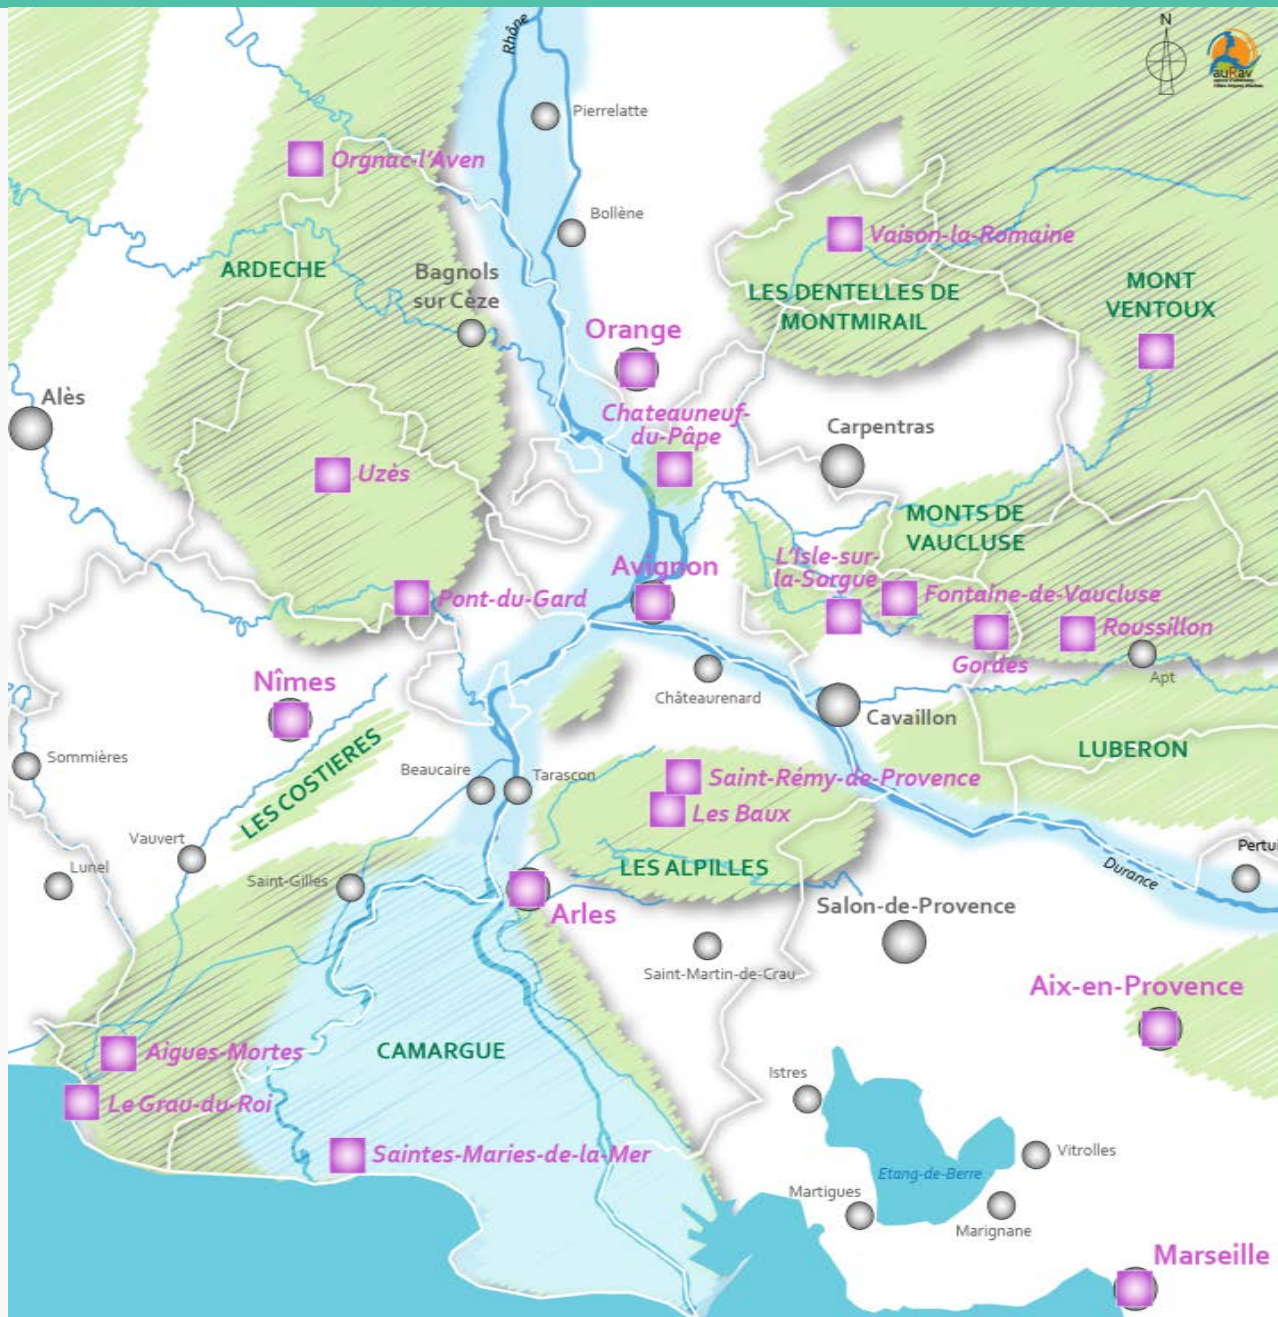 Rhône
N
auRav
Pierrelatte
Orgnac-l'Aven
Bollène
Vaison-la-Romaine
ARDECHE
Bagnols
sur Cèze
LES DENTELLES DE
MONTMIRAIL
MONT
VENTOUX
Orange
Alès
Chateauneuf-
du-Pâpe
Carpentras
Uzès
MONTS DE
VAUCLUSE
L'Isle-sur-
la-Sorgue
Avignon
Pont-du-Gard
Fontaine-de-Vaucluse
Roussillon
Gordes
Apt
Nîmes
Châteaurenard
Cavaillon
LUBERON
Sommières
LES COSTIERES
Beaucaire
Tarascon
Saint-Rémy-de-Provence
Les Baux
Vauvert
Lunel
Saint-Gilles
LES ALPILLES
Durance
Pertui
Arles
Salon-de-Provence
Saint-Martin-de-Crau
Aix-en-Provence
Aigues-Mortes
CAMARGUE
Istres
Le Grau-du-Roi
Saintes-Maries-de-la-Mer
Etang-de-Berre
Vitrolles
Martigues
Marignane
Marseille